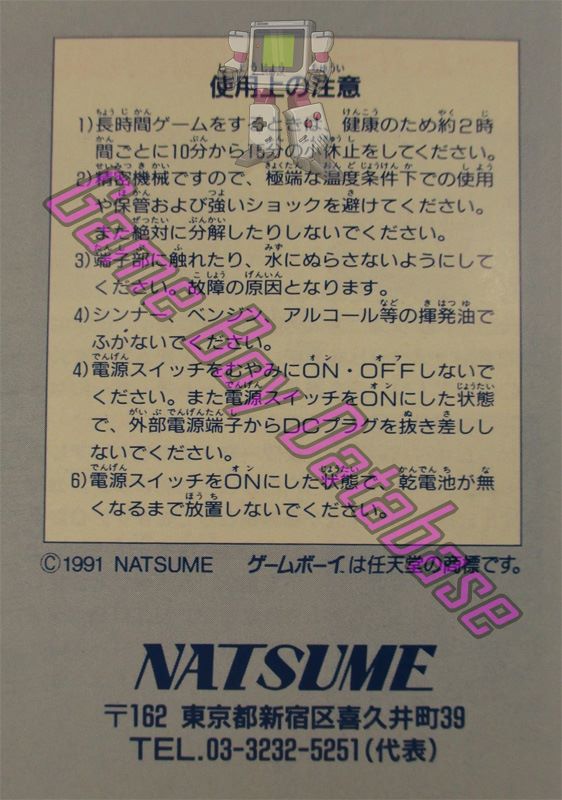 使用上の注意
1)長時間ゲームをするときは、健康のため約2時
間ごとに10分から15分の小休止をしてください。
2)精密機械ですので、極端な温度条件下での使用
や保管および強いショックを避けてください。
また絶対に分解したりしないでください。
3)端子部に触れたり、水にぬらさないようにして
ください。故障の原因となります。
4)シンナー、ベンジン、アルコール等の揮発油で
ふかないでください。
4)電源スイッチをむやみにON・OFFしないで
ください。また電源スイッチをONにした状態
で、外部電源端子からDCプラグを抜き差しし
ないでください。
6)電源スイッチをONにした状態で、乾電池が無
くなるまで放置しないでください。
©1991 NATSUME ゲームボーイ™は任天堂の商標です。
NATSUME
〒162 東京都新宿区喜久井町39
TEL.03-3232-5251(代表)
Game Boy Database